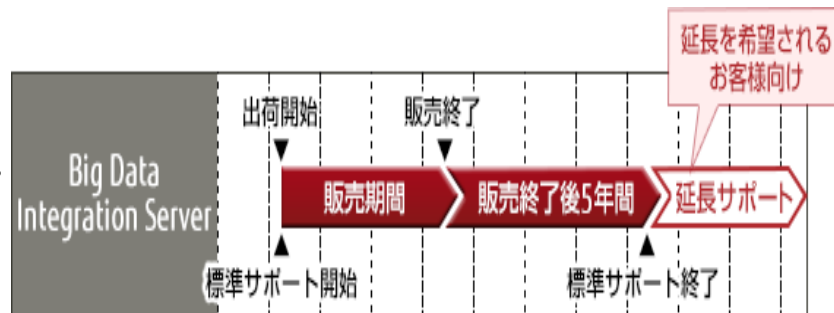 延長を希望される
お客様向け
出荷開始
販売終了
Big Data
Integration Server
販売期間
販売終了後5年間
延長サポート
標準サポート開始
標準サポート終了